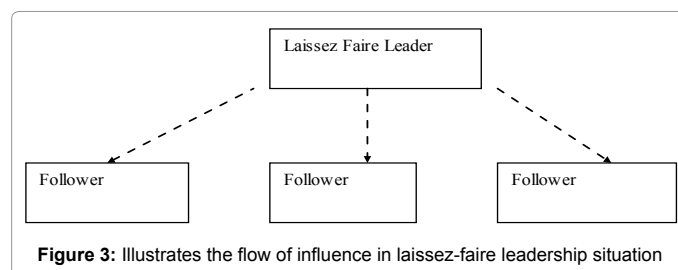 Laissez Faire Leader
Follower Follower Follower
Figure 3: Illustrates the flow of influence in laissez-faire leadership situation